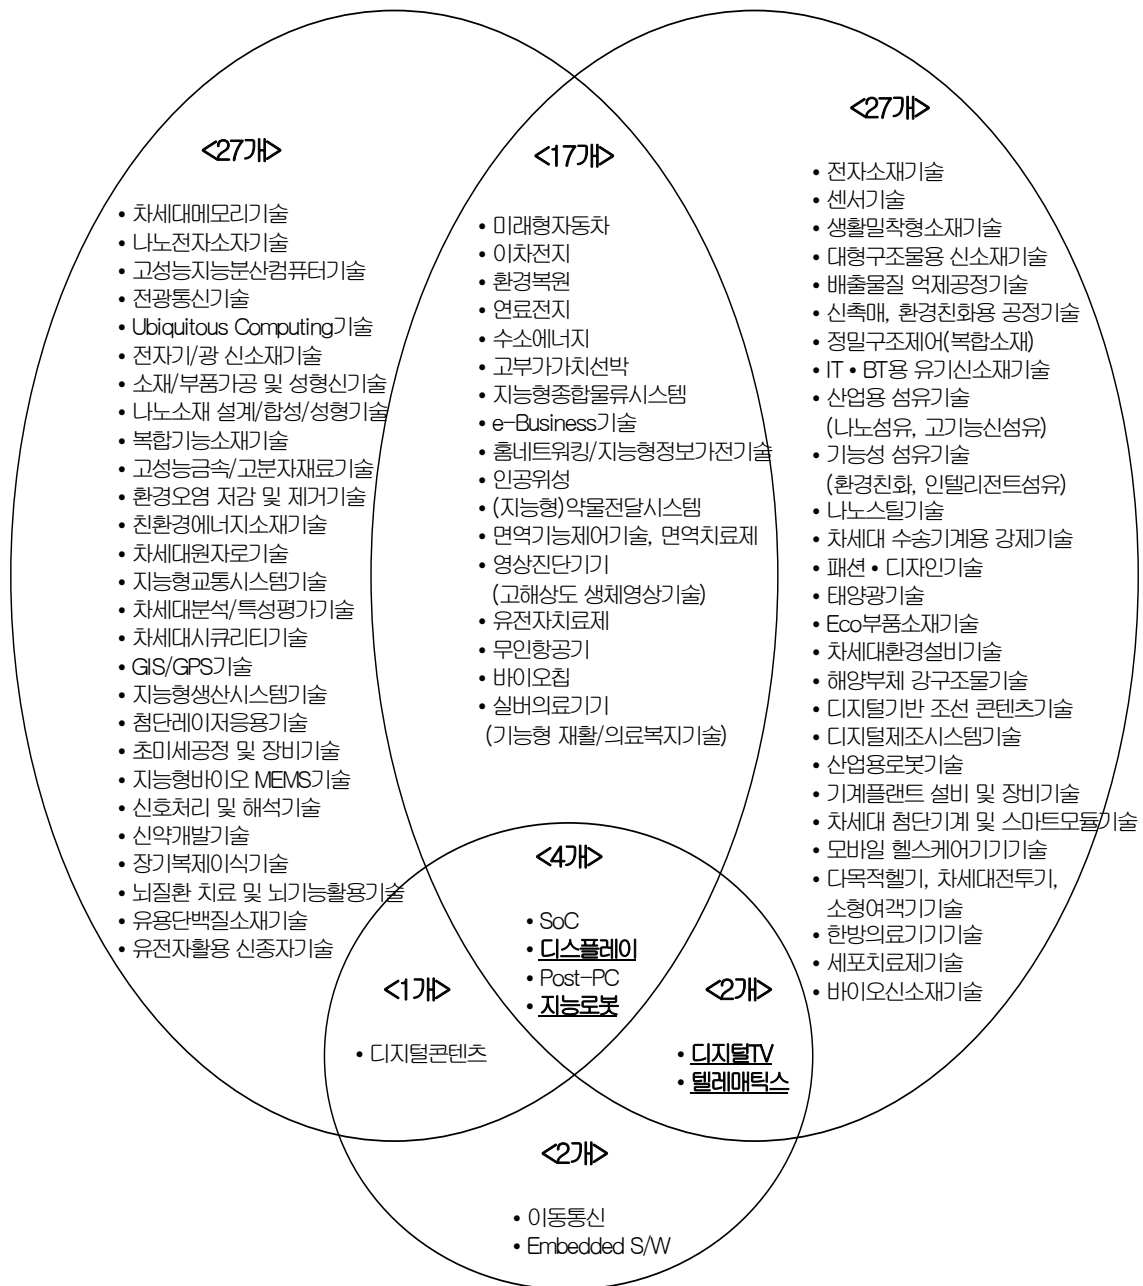 <27개>
• 차세대메모리기술
• 나노전자소자기술
• 고성능지능분산컴퓨터기술
• 전광통신기술
• Ubiquitous Computing기술
• 전자기/광 신소재기술
• 소재/부품가공 및 성형신기술
• 나노소재 설계/합성/성형기술
• 복합기능소재기술
• 고성능금속/고분자재료기술
• 환경오염 저감 및 제거기술
• 친환경에너지소재기술
• 차세대원자로기술
• 지능형교통시스템기술
• 차세대분석/특성평가기술
• 차세대시큐리티기술
• GIS/GPS기술
• 지능형생산시스템기술
• 첨단레이저응용기술
• 초미세공정 및 장비기술
• 지능형바이오 MEMS기술
• 신호처리 및 해석기술
• 신약개발기술
• 장기복제이식기술
• 뇌질환 치료 및 뇌기능활용기술
• 유용단백질소재기술
• 유전자활용 신종자기술
<17개>
• 미래형자동차
• 이차전지
• 환경복원
• 연료전지
• 수소에너지
• 고부가가치선박
• 지능형종합물류시스템
• e-Business기술
• 홈네트워킹/지능형정보가전기술
• 인공위성
• (지능형)약물전달시스템
• 면역기능제어기술, 면역치료제
• 영상진단기기
(고해상도 생체영상기술)
• 유전자치료제
• 무인항공기
• 바이오칩
• 실버의료기기
(기능형 재활/의료복지기술)
<27개>
• 전자소재기술
• 센서기술
• 생활밀착형소재기술
• 대형구조물용 신소재기술
• 배출물질 억제공정기술
• 신촉매, 환경친화용 공정기술
• 정밀구조제어(복합소재)
• IT • BT용 유기신소재기술
• 산업용 섬유기술
(나노섬유, 고기능신섬유)
• 기능성 섬유기술
(환경친화, 인텔리전트섬유)
• 나노스틸기술
• 차세대 수송기계용 강제기술
• 패션 • 디자인기술
• 태양광기술
• Eco부품소재기술
• 차세대환경설비기술
• 해양부체 강구조물기술
• 디지털기반 조선 콘텐츠기술
• 디지털제조시스템기술
• 산업용로봇기술
• 기계플랜트 설비 및 장비기술
• 차세대 첨단기계 및 스마트모듈기술
• 모바일 헬스케어기기기술
• 다목적헬기, 차세대전투기,
소형여객기기술
• 한방의료기기기술
• 세포치료제기술
• 바이오신소재기술
<4개>
• SoC
• 디스플레이
• Post-PC
• 지능로봇
<1개>
• 디지털콘텐츠
<2개>
• 디지털TV
• 텔레매틱스
<2개>
• 이동통신
• Embedded S/W